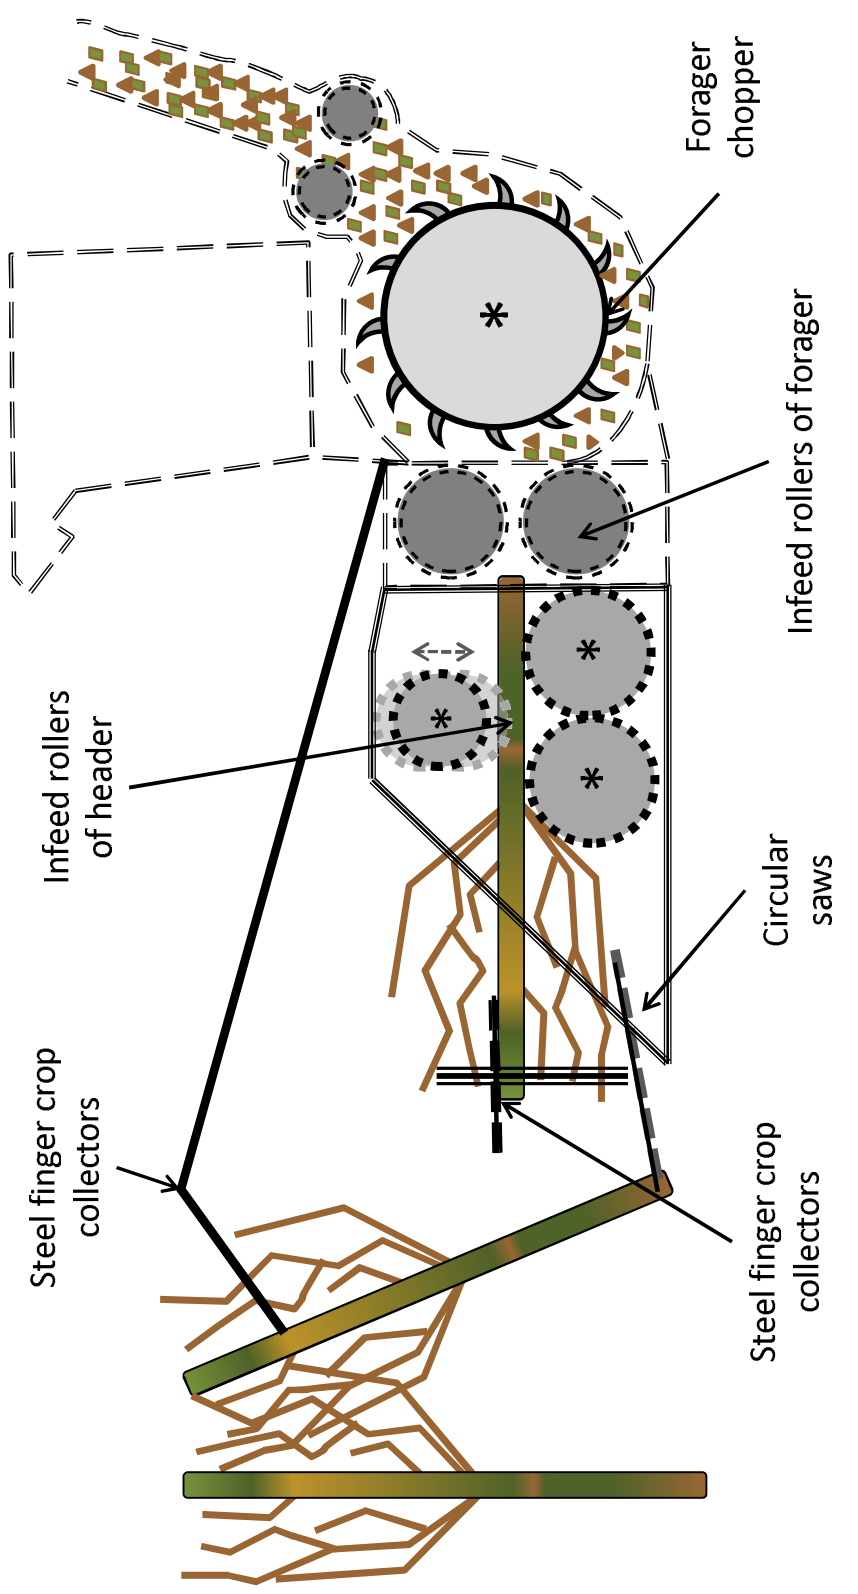 Steel finger crop
collectors
Infeed rollers
of header
Steel finger crop
collectors
Circular
saws
Infeed rollers of forager
Forager
chopper